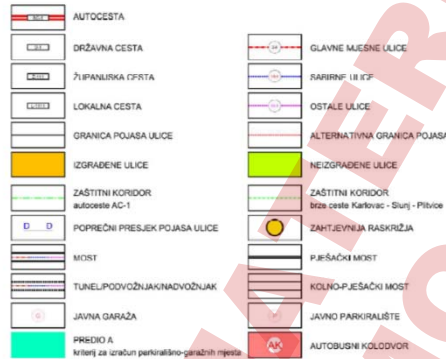 AUTOCESTA
DRŽAVNA CESTA
GLAVNE MJESNE ULICE
ŽUPANIJSKA CESTA
SABIRNE ULICE
LOKALNA CESTA
OSTALE ULICE
GRANICA POJASA ULICE
ALTERNATIVNA GRANICA POJASA
IZGRAĐENE ULICE
NEIZGRAĐENE ULICE
ZAŠTITNI KORIDOR
autoceste AC-1
ZAŠTITNI KORIDOR
brze ceste Karlovac - Slunj - Plitvice
D D
POPREČNI PRESJEK POJASA ULICE
ZAHTJEVNIJA RASKRIŽJA
MOST
PJEŠAČKI MOST
TUNEL/PODVOŽNJAK/NADVOŽNJAK
KOLNO-PJEŠAČKI MOST
G
JAVNA GARAŽA
P
JAVNO PARKIRALIŠTE
PREDIO A
kriterij za izračun parkirališno-garažnih mjesta
AK
AUTOBUSNI KOLODVOR